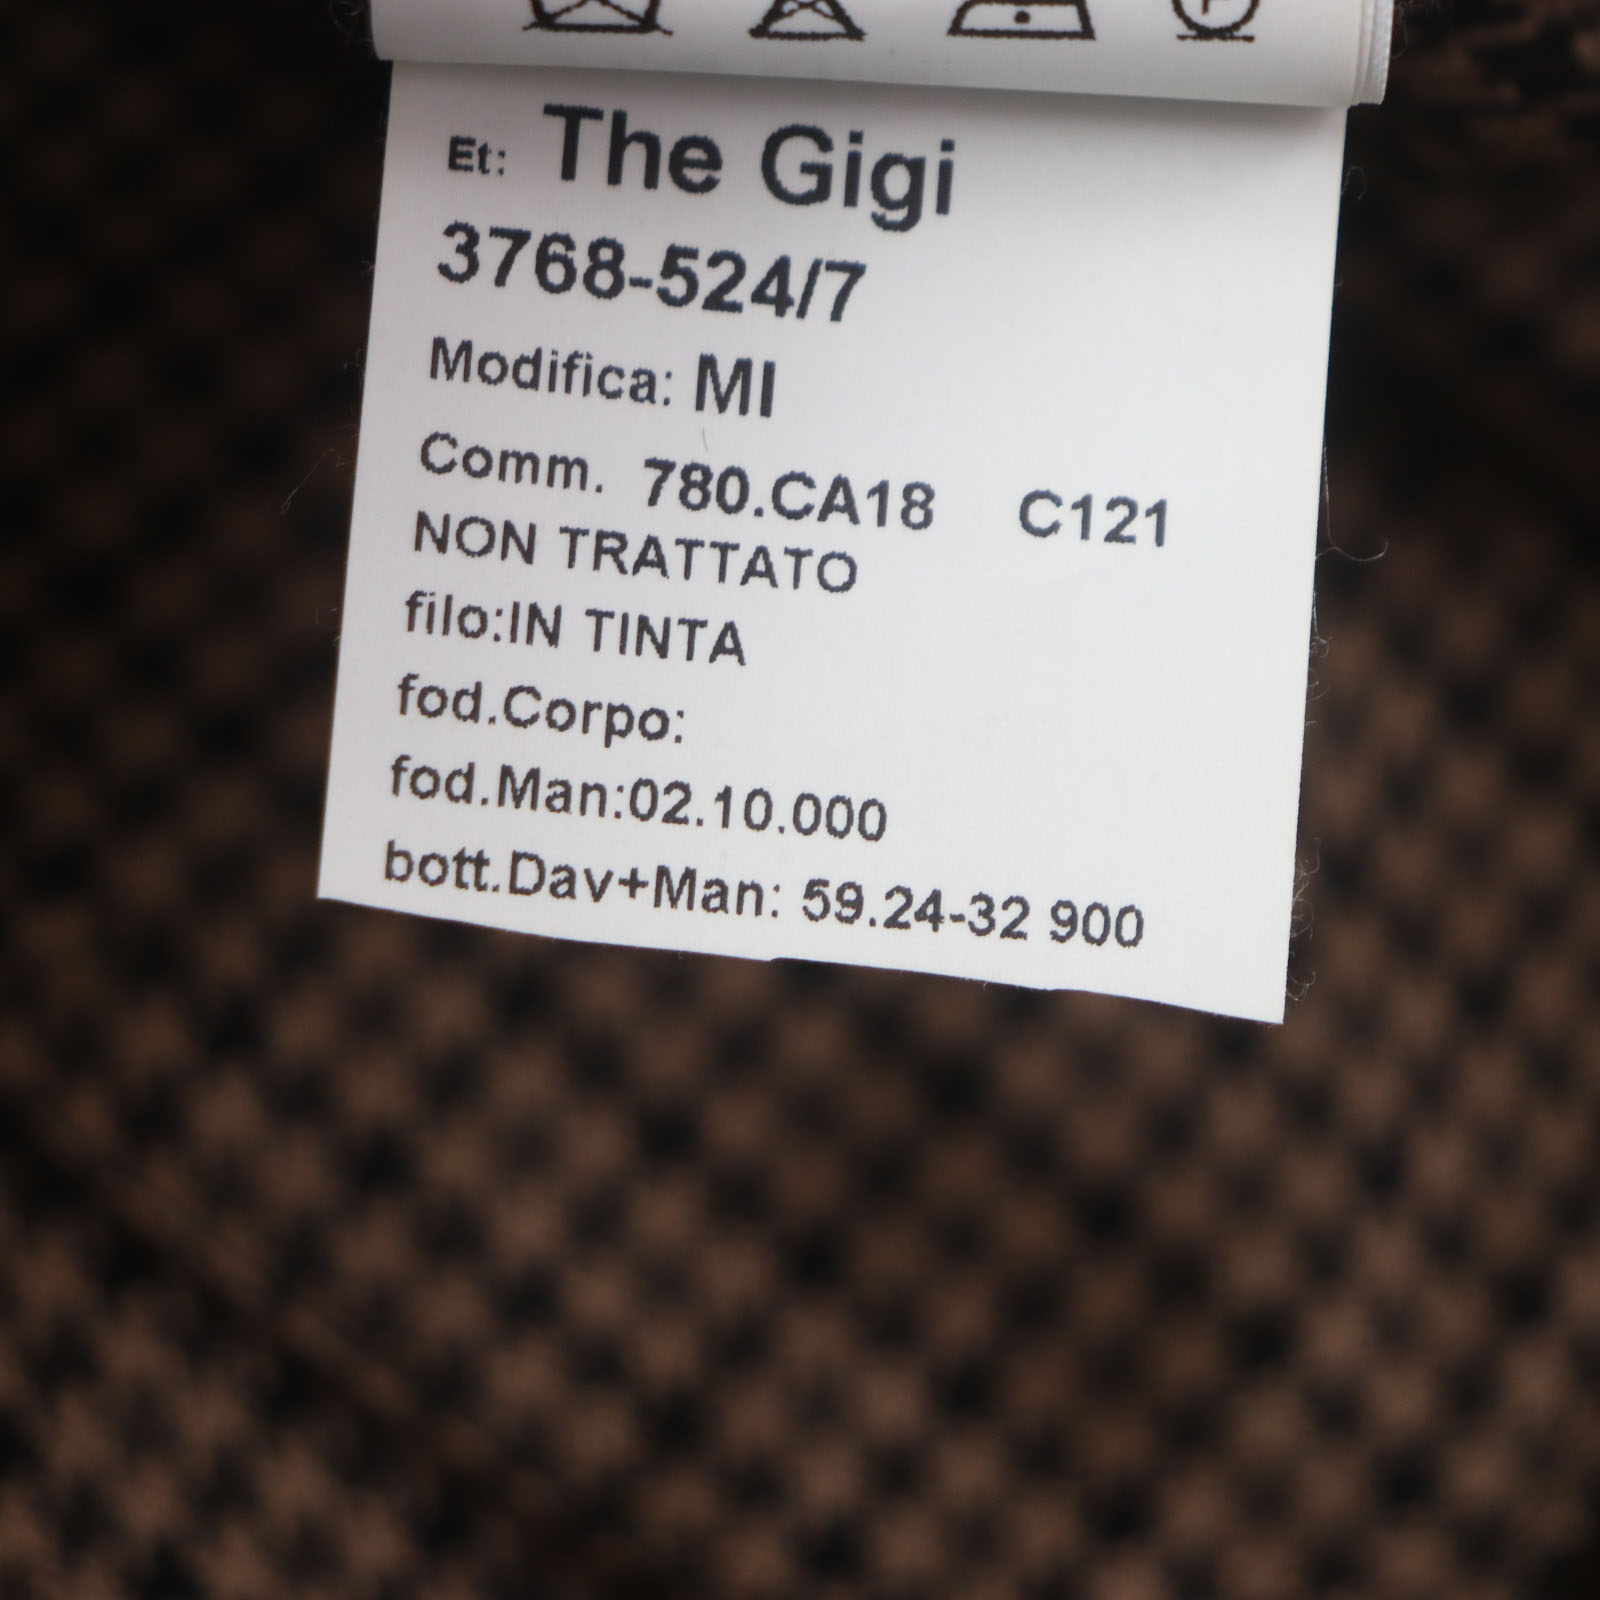 Et: The Gigi
3768-524/7
Modifica: MI
Comm. 780.CA18 C121
NON TRATTATO
filo:IN TINTA
fod.Corpo:
fod.Man:02.10.000
bott.Dav+Man: 59.24-32 900